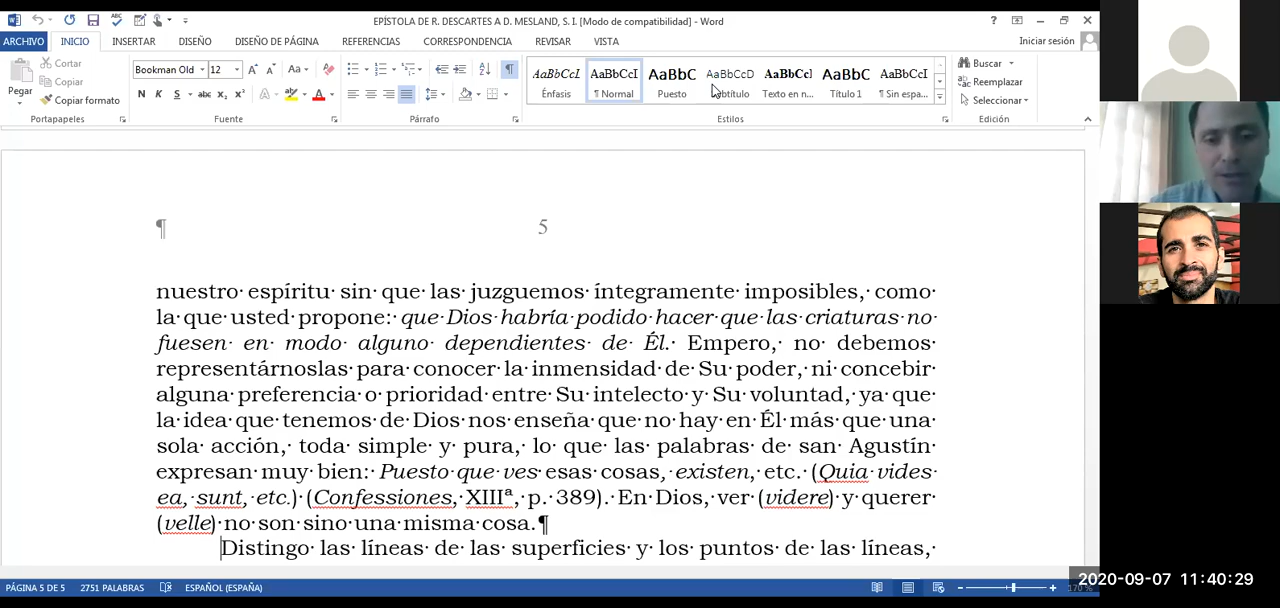 EPÍSTOLA DE R. DESCARTES A D. MESLAND, S. I. [Modo de compatibilidad] - Word
ARCHIVO INICIO INSERTAR DISEÑO DISEÑO DE PÁGINA REFERENCIAS CORRESPONDENCIA REVISAR VISTA Iniciar sesión
Pegar
Cortar
Copiar
Copiar formato
Portapapeles
Bookman Old 12
N K S abc x₂ x²
Fuente
Párrafo
AaBbCcI AaBbCcI AaBbC AaBbCcD AaBbCcl AaBbC AaBbCcI
Énfasis ¶ Normal Puesto Texto en n... Título 1 ¶ Sin espa...
Estilos
Buscar
Reemplazar
Seleccionar
Edición
¶ 5
nuestro espíritu sin que las juzguemos íntegramente imposibles, como
la que usted propone: que Dios habría podido hacer que las criaturas no
fuesen en modo alguno dependientes de Él. Empero, no debemos
representárnoslas para conocer la inmensidad de Su poder, ni concebir
alguna preferencia o prioridad entre Su intelecto y Su voluntad, ya que
la idea que tenemos de Dios nos enseña que no hay en Él más que una
sola acción, toda simple y pura, lo que las palabras de san Agustín
expresan muy bien: Puesto que ves esas cosas, existen, etc. (Quia vides
ea, sunt, etc.) (Confessiones, XIIIª, p. 389). En Dios, ver (videre) y querer
(velle) no son sino una misma cosa.¶
Distingo las líneas de las superficies y los puntos de las líneas,
PÁGINA 5 DE 5 2751 PALABRAS ESPAÑOL (ESPAÑA) 170 %
2020-09-07 11:40:29